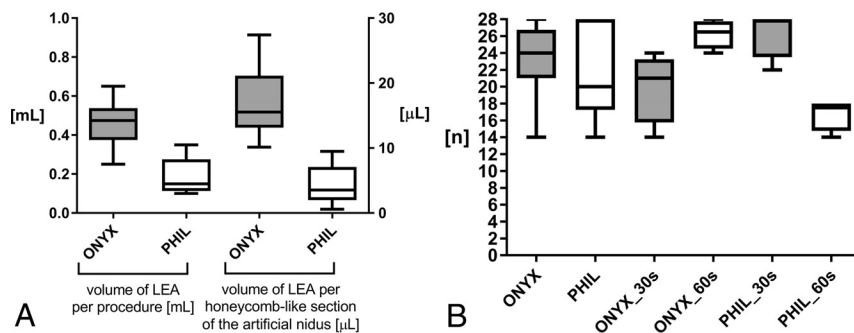 A
1.0
0.8
0.6
0.4
0.2
0.0
[mL]
30
20
10
0
[µL]
ONYX
PHIL
ONYX
PHIL
volume of LEA
per procedure [mL]
volume of LEA per
honeycomb-like section
of the artificial nidus [µL]
B
[n]
28
26
24
22
20
18
16
14
12
10
8
6
4
2
0
ONYX
PHIL
ONYX_30s
ONYX_60s
PHIL_30s
PHIL_60s